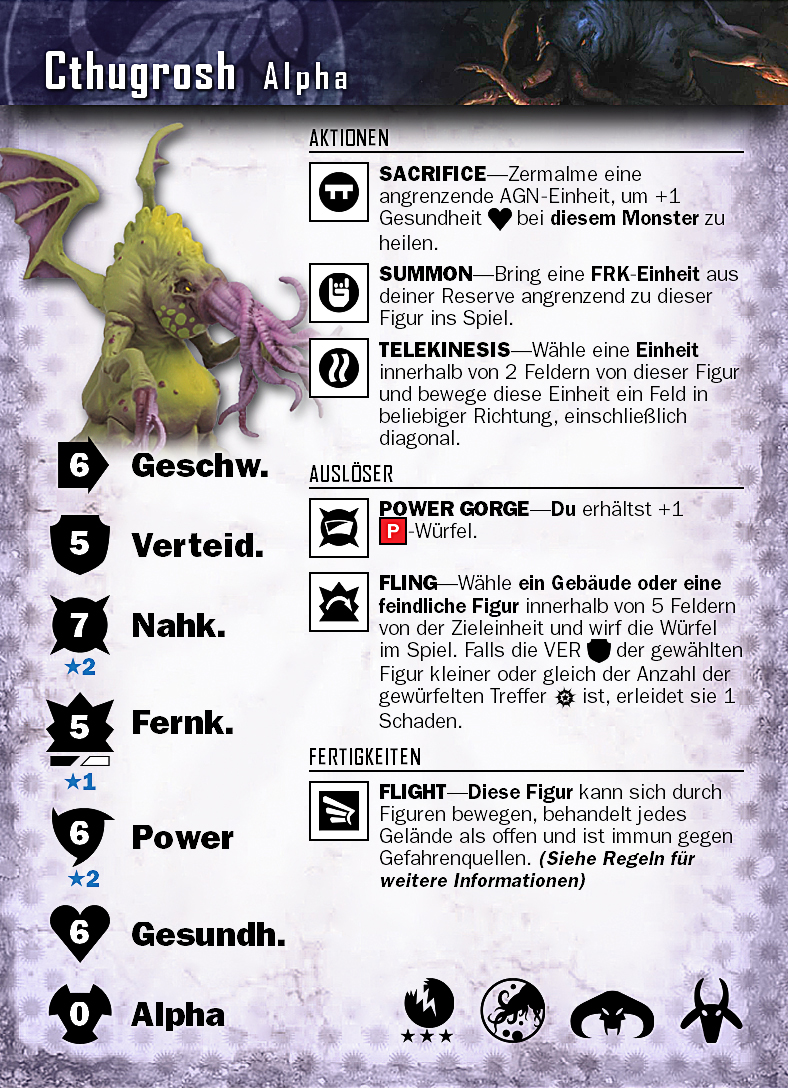 Cthugrosh Alpha
AKTIONEN
SACRIFICE—Zermalme eine
angrenzende AGN-Einheit, um +1
Gesundheit bei diesem Monster zu
heilen.
SUMMON—Bring eine FRK-Einheit aus
deiner Reserve angrenzend zu dieser
Figur ins Spiel.
TELEKINESIS—Wähle eine Einheit
innerhalb von 2 Feldern von dieser Figur
und bewege diese Einheit ein Feld in
beliebiger Richtung, einschließlich
diagonal.
AUSLÖSER
POWER GORGE—Du erhältst +1
P-Würfel.
FLING—Wähle ein Gebäude oder eine
feindliche Figur innerhalb von 5 Feldern
von der Zieleinheit und wirf die Würfel
im Spiel. Falls die VER der gewählten
Figur kleiner oder gleich der Anzahl der
gewürfelten Treffer ist, erleidet sie 1
Schaden.
FERTIGKEITEN
FLIGHT—Diese Figur kann sich durch
Figuren bewegen, behandelt jedes
Gelände als offen und ist immun gegen
Gefahrenquellen. (Siehe Regeln für
weitere Informationen)
6 Geschw.
5 Verteid.
7 Nahk.
★2
5 Fernk.
★1
6 Power
★2
6 Gesundh.
0 Alpha
★★★